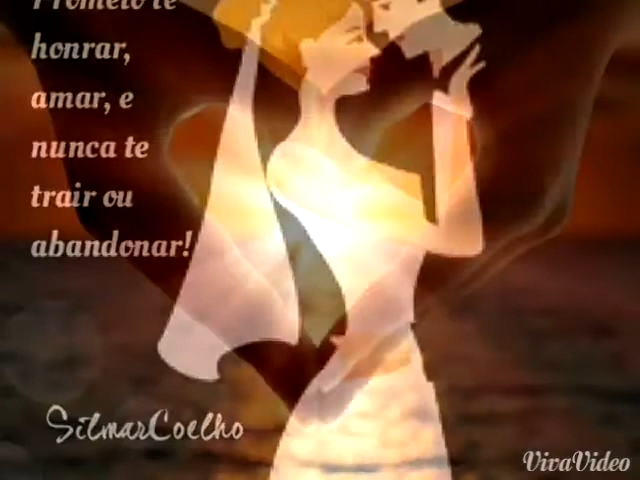 Prometo te
honrar,
amar, e
nunca te
trair ou
abandonar!
SilmarCoelho
VivaVideo